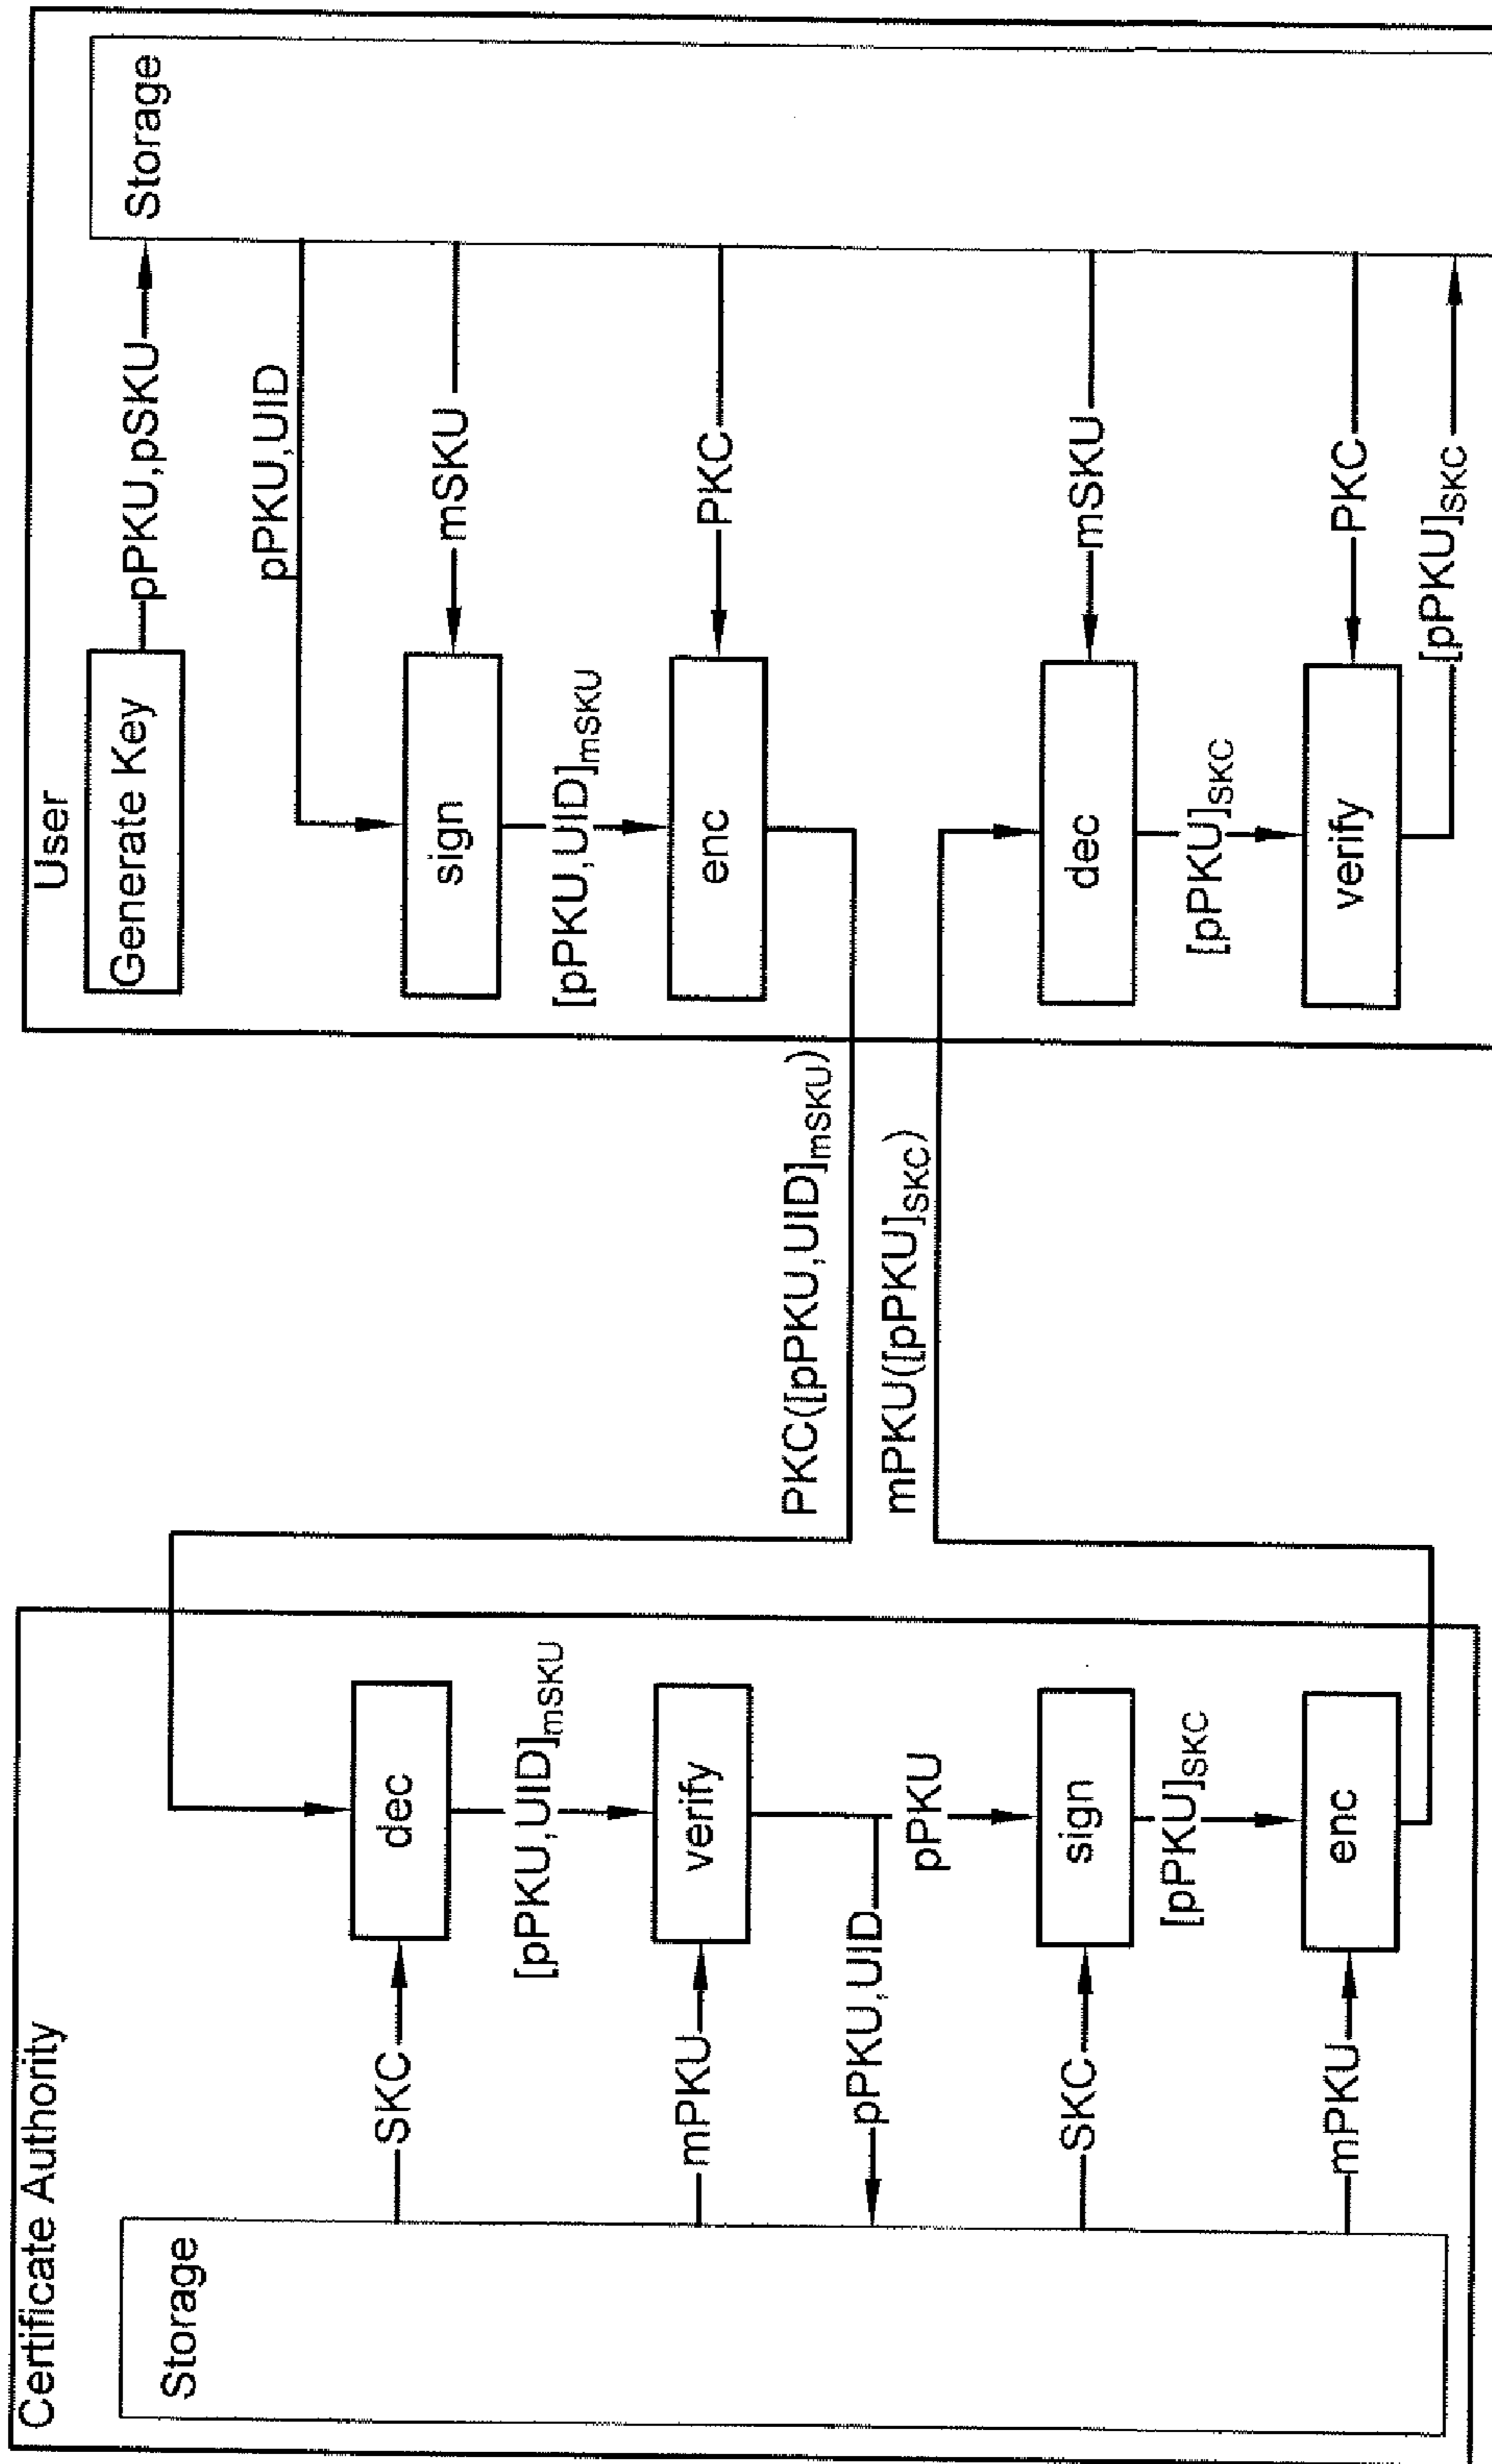 Certificate Authority
Storage
SKC
dec
[pPKU,UID]mSKU
mPKU
verify
pPKU,UID
pPKU
SKC
sign
[pPKU]SKC
mPKU
enc
PKC([pPKU,UID]mSKU)
mPKU([pPKU]SKC)
User
Generate Key
pPKU,pSKU
Storage
pPKU,UID
sign
mSKU
[pPKU,UID]mSKU
enc
PKC
dec
mSKU
[pPKU]SKC
verify
PKC
[pPKU]SKC